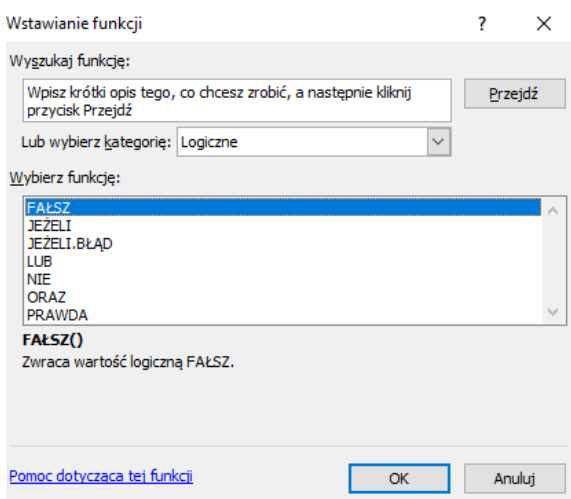 Wstawianie funkcji
?
Wyszukaj funkcję:
Wpisz krótki opis tego, co chcesz zrobić, a następnie kliknij
przycisk Przejdź
Przejdź
Lub wybierz kategorię: Logiczne
Wybierz funkcję:
FAŁSZ
JEŻELI
JEŻELI.BŁĄD
LUB
NIE
ORAZ
PRAWDA
FAŁSZ()
Zwraca wartość logiczną FAŁSZ.
Pomoc dotycząca tej funkcji
OK
Anuluj